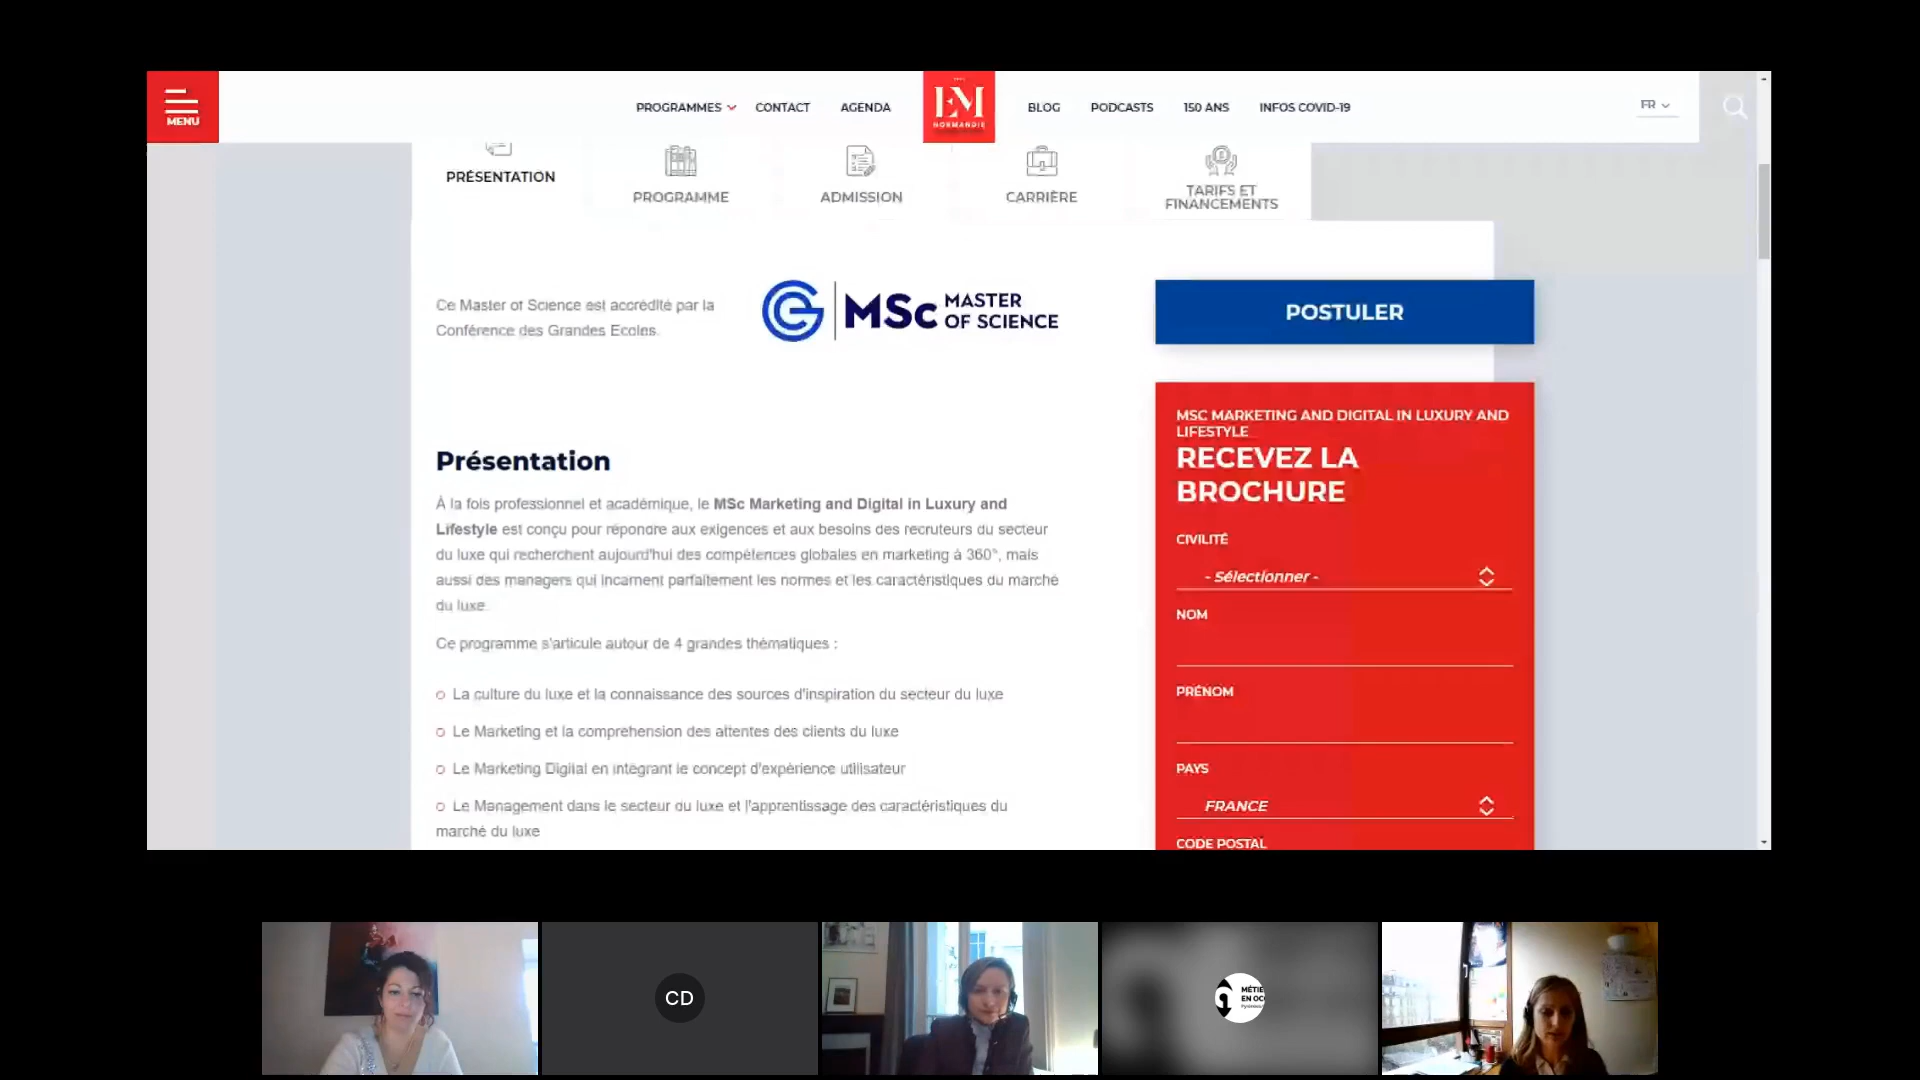 MENU
PROGRAMMES
CONTACT
AGENDA
EM
NORMANDIE
BLOG
PODCASTS
150 ANS
INFOS COVID-19
FR
PRÉSENTATION
PROGRAMME
ADMISSION
CARRIÈRE
TARIFS ET
FINANCEMENTS
Ce Master of Science est accrédité par la
Conférence des Grandes Ecoles.
MSc MASTER
OF SCIENCE
POSTULER
Présentation
À la fois professionnel et académique, le MSc Marketing and Digital in Luxury and
Lifestyle est conçu pour répondre aux exigences et aux besoins des recruteurs du secteur
du luxe qui recherchent aujourd'hui des compétences globales en marketing à 360°, mais
aussi des managers qui incarnent parfaitement les normes et les caractéristiques du marché
du luxe.
Ce programme s'articule autour de 4 grandes thématiques :
La culture du luxe et la connaissance des sources d'inspiration du secteur du luxe
Le Marketing et la compréhension des attentes des clients du luxe
Le Marketing Digital en intégrant le concept d'expérience utilisateur
Le Management dans le secteur du luxe et l'apprentissage des caractéristiques du
marché du luxe
MSC MARKETING AND DIGITAL IN LUXURY AND
LIFESTYLE
RECEVEZ LA
BROCHURE
CIVILITÉ
- Sélectionner -
NOM
PRÉNOM
PAYS
FRANCE
CODE POSTAL
CD
MÉTIE
EN OC